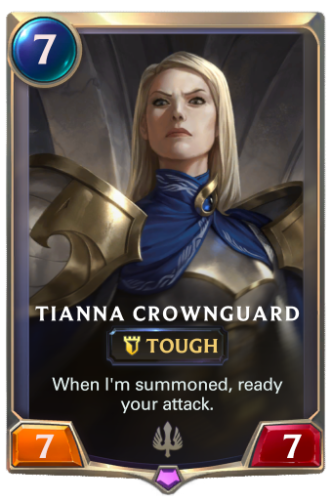 7
TIANNA CROWNGUARD
TOUGH
When I'm summoned, ready
your attack.
7 7